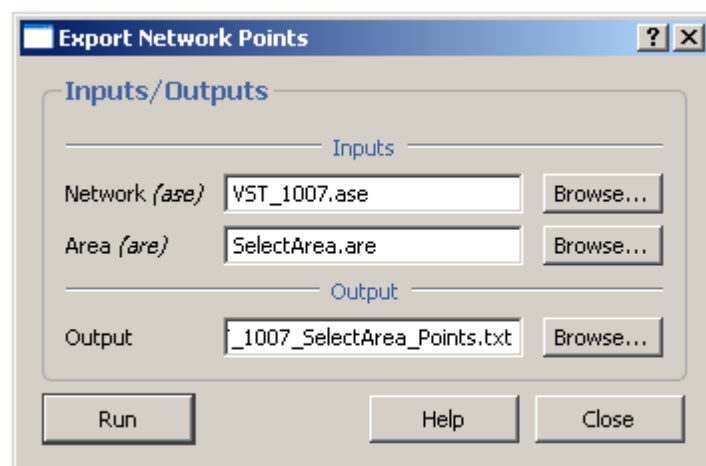 Export Network Points
Inputs/Outputs
Inputs
Network (ase) VST_1007.ase Browse...
Area (are) SelectArea.are Browse...
Output
Output _1007_SelectArea_Points.txt Browse...
Run Help Close